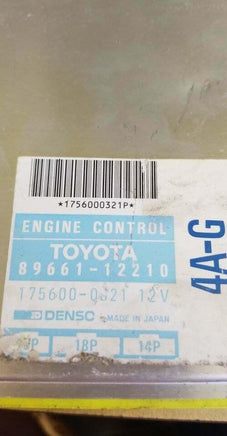 *1756000321P*
ENGINE CONTROL
TOYOTA
89661-12210
175600-0321 12V
DENSO MADE IN JAPAN
18P 14P
4A-G